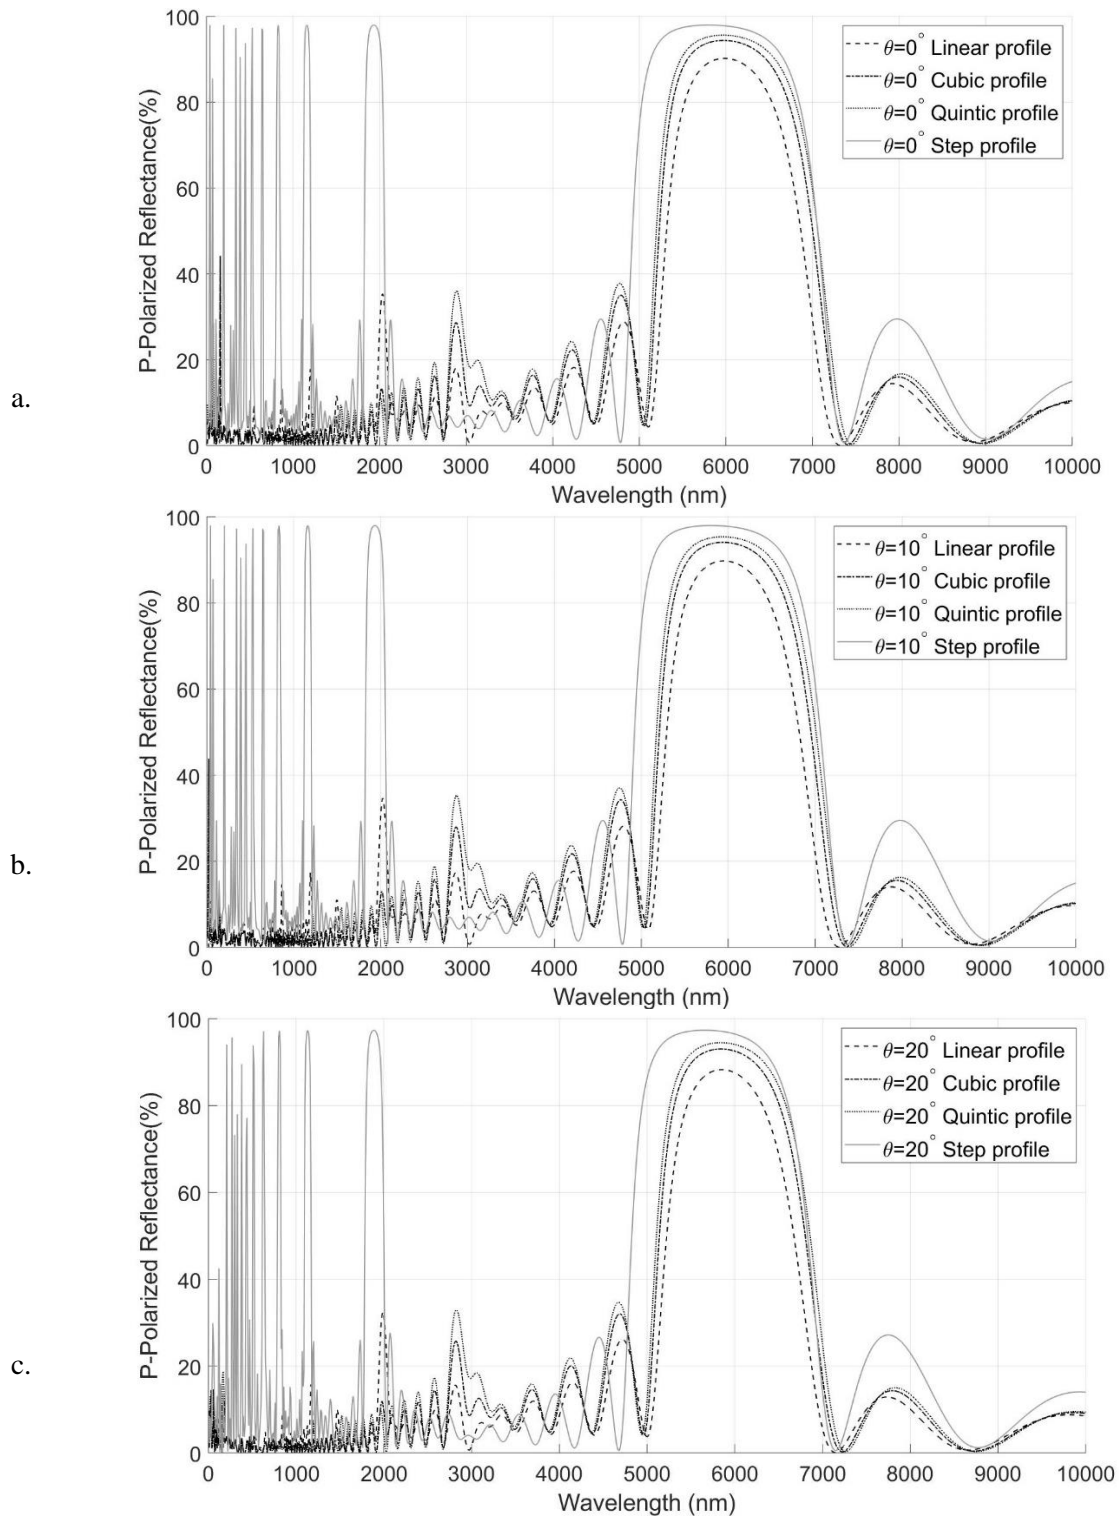 a.
P-Polarized Reflectance(%)
100
80
60
40
20
0
0 1000 2000 3000 4000 5000 6000 7000 8000 9000 10000
Wavelength (nm)
θ=0° Linear profile
θ=0° Cubic profile
θ=0° Quintic profile
θ=0° Step profile
b.
P-Polarized Reflectance(%)
100
80
60
40
20
0
0 1000 2000 3000 4000 5000 6000 7000 8000 9000 10000
Wavelength (nm)
θ=10° Linear profile
θ=10° Cubic profile
θ=10° Quintic profile
θ=10° Step profile
c.
P-Polarized Reflectance(%)
100
80
60
40
20
0
0 1000 2000 3000 4000 5000 6000 7000 8000 9000 10000
Wavelength (nm)
θ=20° Linear profile
θ=20° Cubic profile
θ=20° Quintic profile
θ=20° Step profile